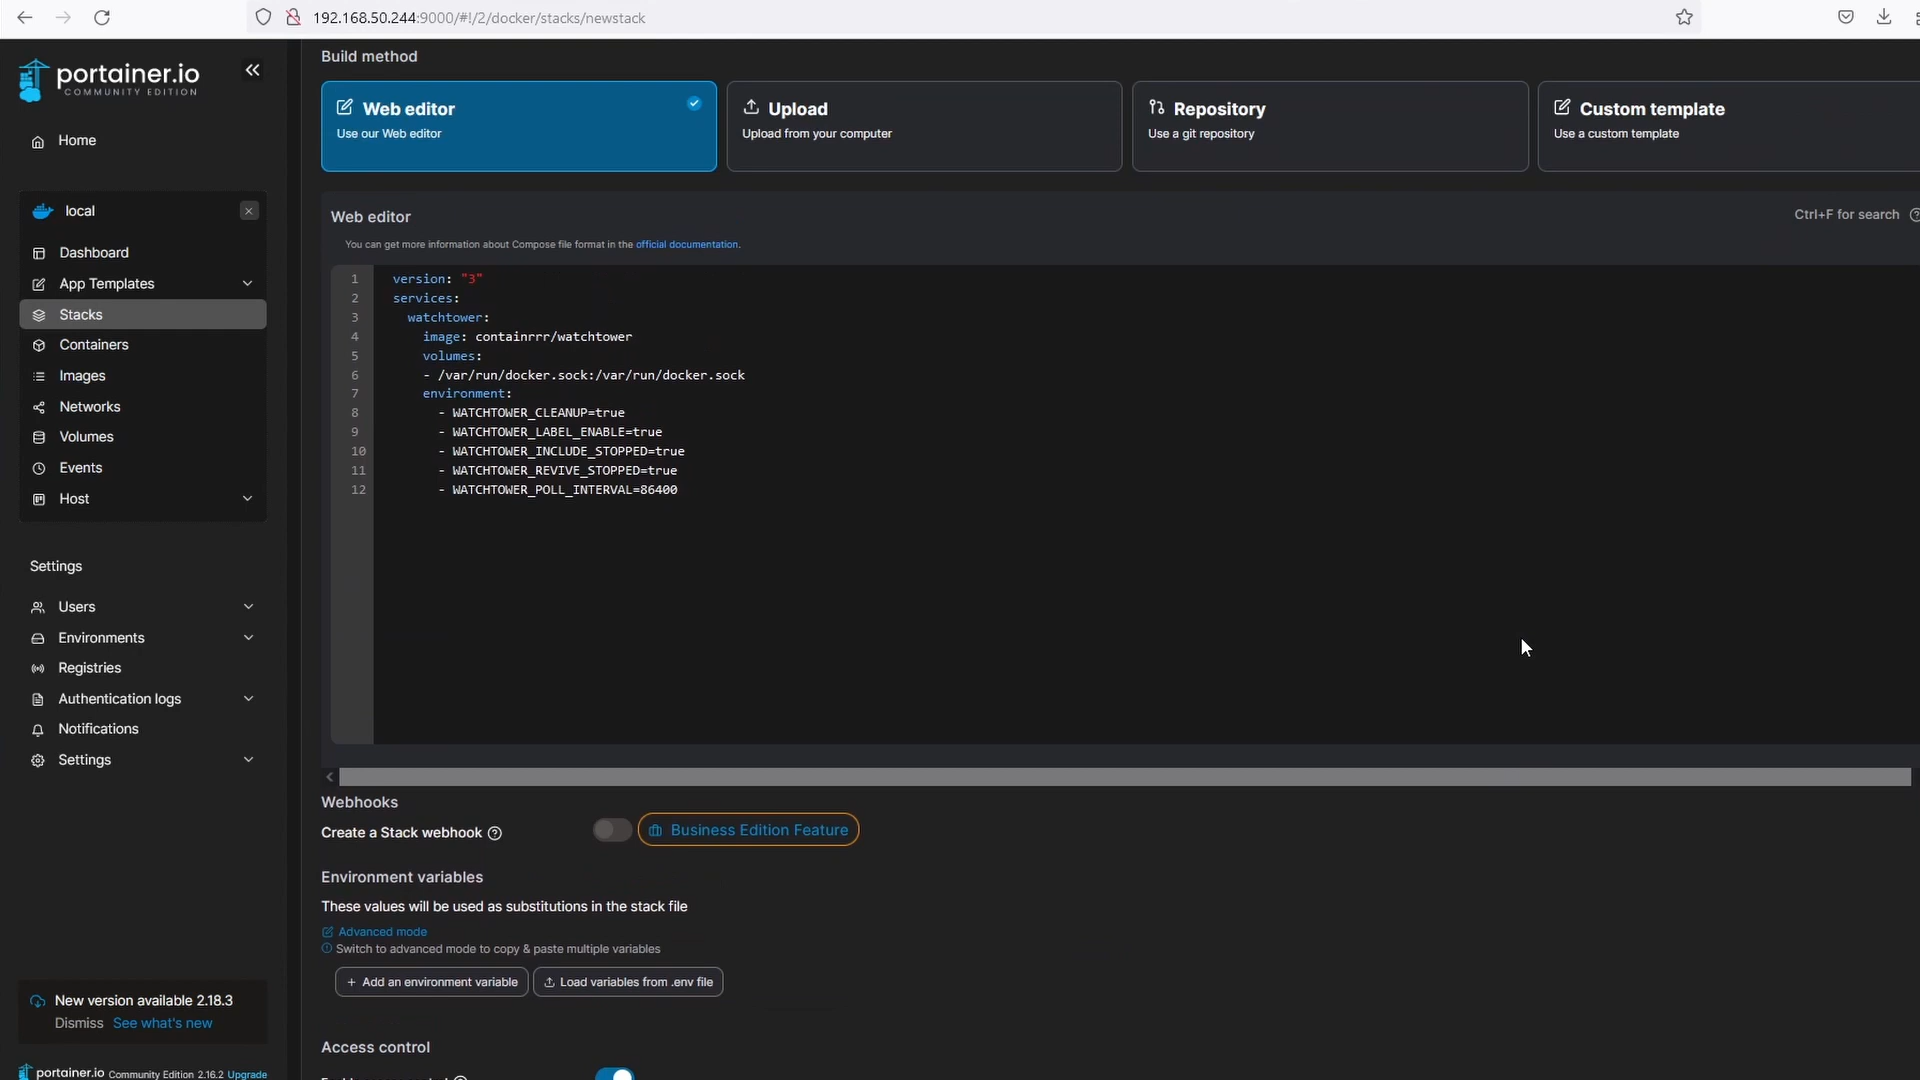 192.168.50.244:9000/#!/2/docker/stacks/newstack
portainer.io
COMMUNITY EDITION
Home
local
Dashboard
App Templates
Stacks
Containers
Images
Networks
Volumes
Events
Host
Settings
Users
Environments
Registries
Authentication logs
Notifications
Settings
New version available 2.18.3
Dismiss See what's new
portainer.io Community Edition 2.16.2 Upgrade
Build method
Web editor
Use our Web editor
Upload
Upload from your computer
Repository
Use a git repository
Custom template
Use a custom template
Web editor
Ctrl+F for search
You can get more information about Compose file format in the official documentation.
1 version: "3"
2 services:
3 watchtower:
4 image: containrrr/watchtower
5 volumes:
6 - /var/run/docker.sock:/var/run/docker.sock
7 environment:
8 - WATCHTOWER_CLEANUP=true
9 - WATCHTOWER_LABEL_ENABLE=true
10 - WATCHTOWER_INCLUDE_STOPPED=true
11 - WATCHTOWER_REVIVE_STOPPED=true
12 - WATCHTOWER_POLL_INTERVAL=86400
Webhooks
Create a Stack webhook
Business Edition Feature
Environment variables
These values will be used as substitutions in the stack file
Advanced mode
Switch to advanced mode to copy & paste multiple variables
+ Add an environment variable
Load variables from .env file
Access control